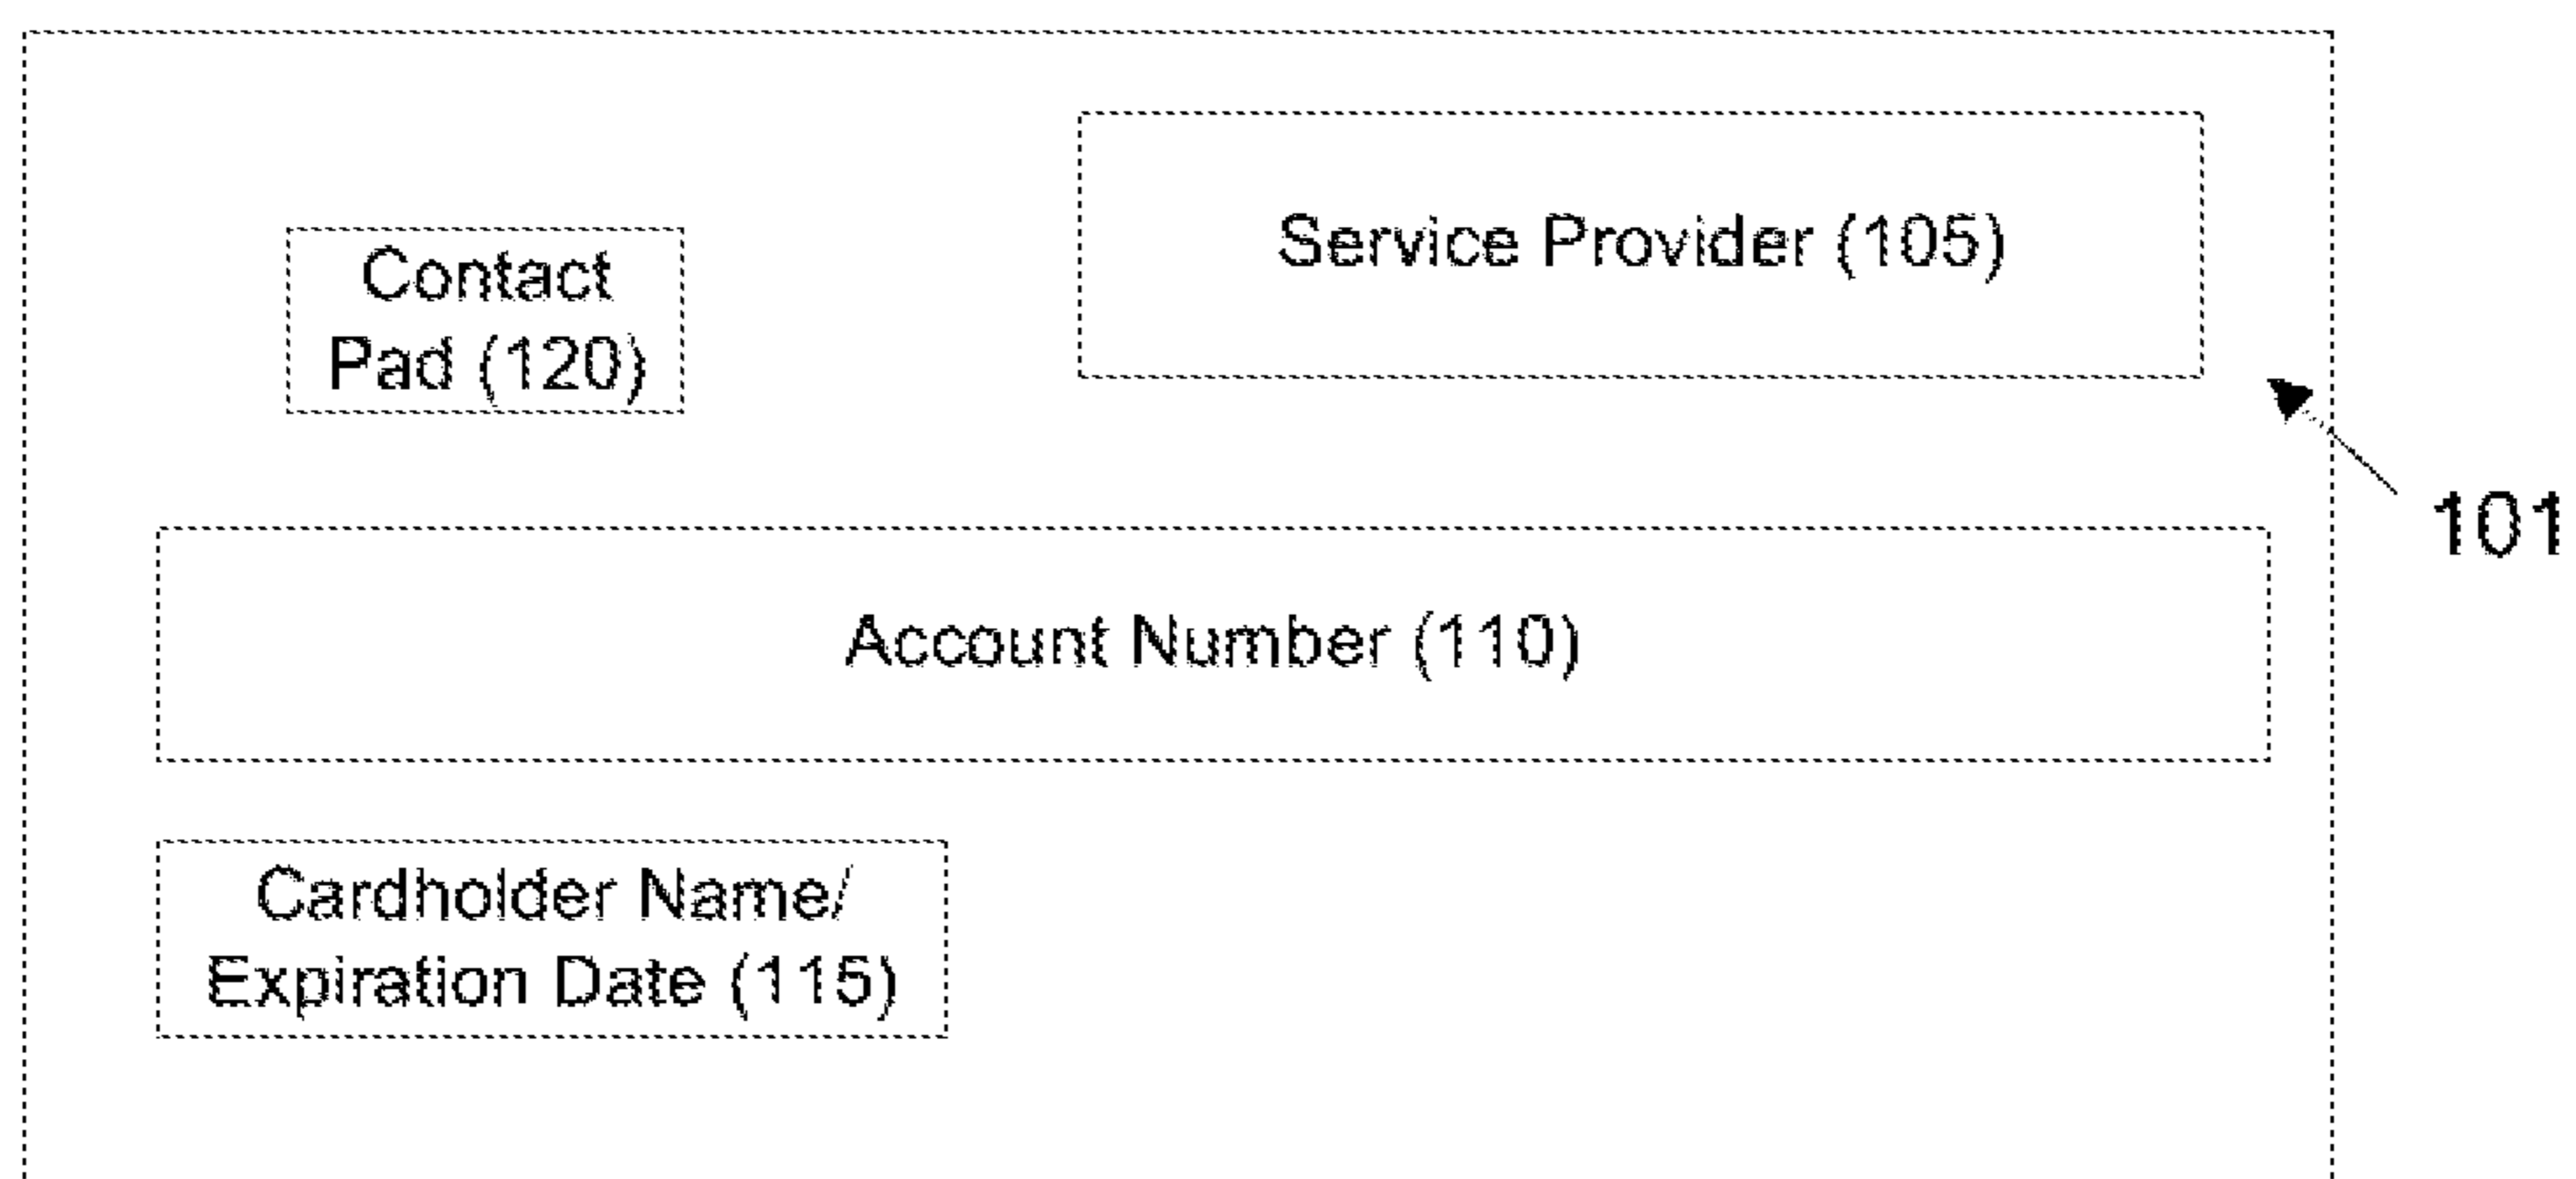 Service Provider (105)
Contact
Pad (120)
101
Account Number (110)
Cardholder Name/
Expiration Date (115)